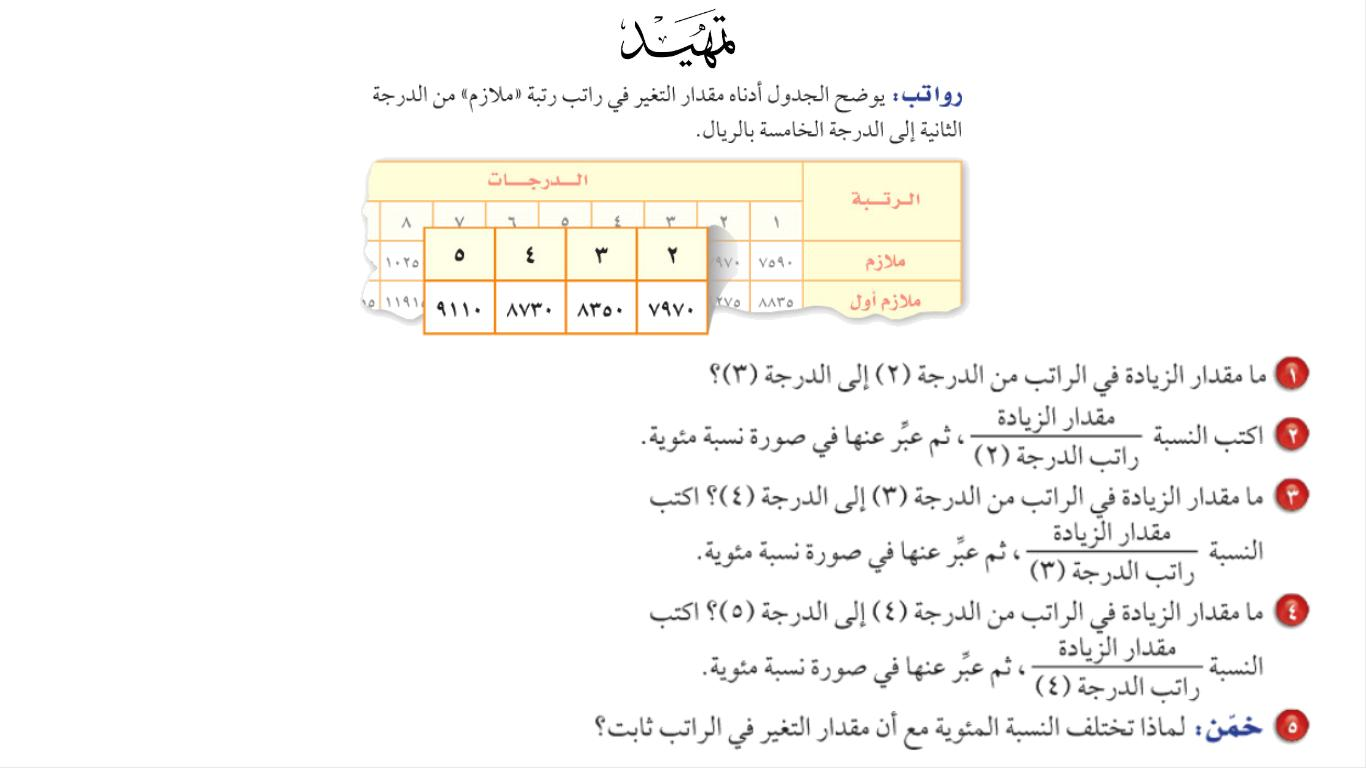 تمهيد
رواتب: يوضح الجدول أدناه مقدار التغير في راتب رتبة «ملازم» من الدرجة
الثانية إلى الدرجة الخامسة بالريال.
الرتبة الدرجات
١ ٢ ٣ ٤ ٥ ٦ ٧ ٨
ملازم ٧٥٩٠ ١٠٢٥
ملازم أول ٨٨٣٥
٢ ٣ ٤ ٥
٧٩٧٠ ٨٣٥٠ ٨٧٣٠ ٩١١٠
١ ما مقدار الزيادة في الراتب من الدرجة (٢) إلى الدرجة (٣)؟
٢ اكتب النسبة مقدار الزيادة / راتب الدرجة (٢) ، ثم عبِّر عنها في صورة نسبة مئوية.
٣ ما مقدار الزيادة في الراتب من الدرجة (٣) إلى الدرجة (٤)؟ اكتب
النسبة مقدار الزيادة / راتب الدرجة (٣) ، ثم عبِّر عنها في صورة نسبة مئوية.
٤ ما مقدار الزيادة في الراتب من الدرجة (٤) إلى الدرجة (٥)؟ اكتب
النسبة مقدار الزيادة / راتب الدرجة (٤) ، ثم عبِّر عنها في صورة نسبة مئوية.
٥ خمّن: لماذا تختلف النسبة المئوية مع أن مقدار التغير في الراتب ثابت؟